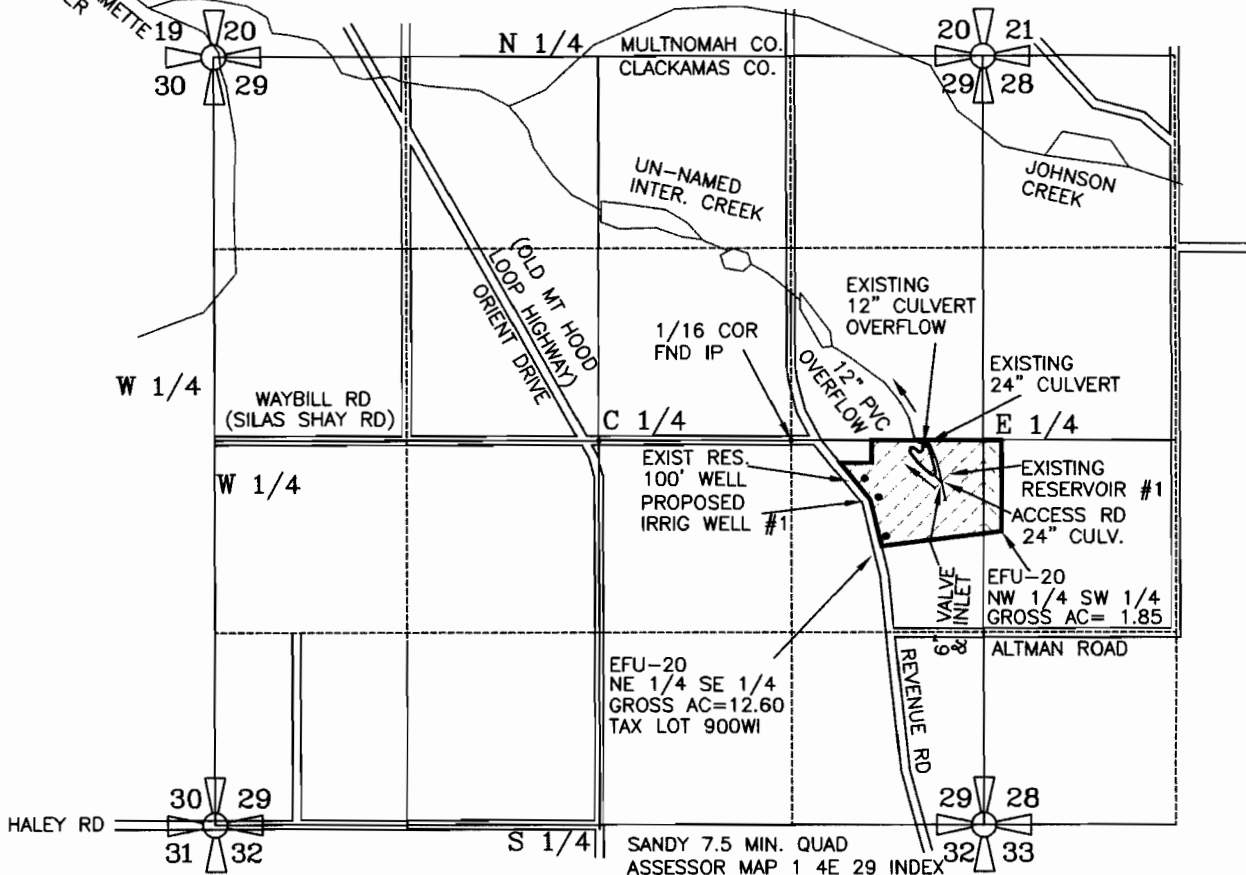 METTE
ER
19 20
30 29
N 1/4
MULTNOMAH CO.
CLACKAMAS CO.
20 21
29 28
UN-NAMED
INTER. CREEK
JOHNSON
CREEK
(OLD MT HOOD
LOOP HIGHWAY)
ORIENT DRIVE
EXISTING
12" CULVERT
OVERFLOW
1/16 COR
FND IP
12" PVC
OVERFLOW
EXISTING
24" CULVERT
W 1/4
WAYBILL RD
(SILAS SHAY RD)
C 1/4
E 1/4
W 1/4
EXIST RES.
100' WELL
PROPOSED
IRRIG WELL #1
EXISTING
RESERVOIR #1
ACCESS RD
24" CULV.
6" VALVE
& INLET
EFU-20
NW 1/4 SW 1/4
GROSS AC= 1.85
ALTMAN ROAD
EFU-20
NE 1/4 SE 1/4
GROSS AC=12.60
TAX LOT 900WI
REVENUE RD
30 29
31 32
HALEY RD
S 1/4
SANDY 7.5 MIN. QUAD
ASSESSOR MAP 1 4E 29 INDEX
29 28
32 33